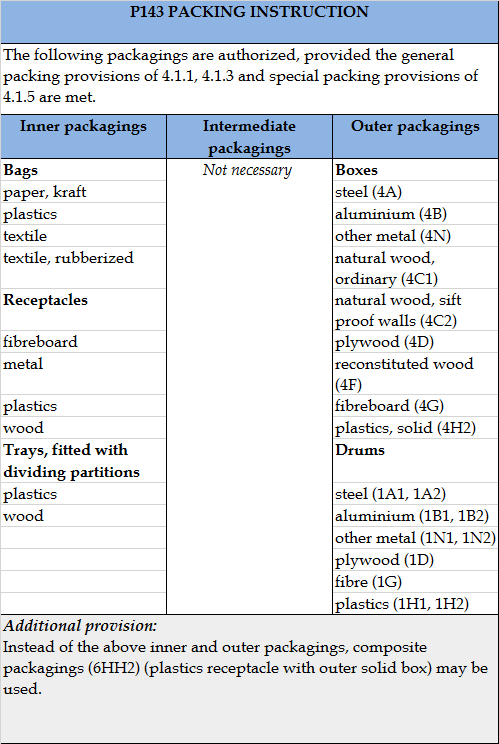 P143 PACKING INSTRUCTION
The following packagings are authorized, provided the general
packing provisions of 4.1.1, 4.1.3 and special packing provisions of
4.1.5 are met.
Inner packagings
Intermediate
packagings
Outer packagings
Bags
Not necessary
Boxes
paper, kraft
steel (4A)
plastics
aluminium (4B)
textile
other metal (4N)
textile, rubberized
natural wood,
ordinary (4C1)
Receptacles
natural wood, sift
proof walls (4C2)
fibreboard
plywood (4D)
metal
reconstituted wood
(4F)
plastics
fibreboard (4G)
wood
plastics, solid (4H2)
Trays, fitted with
dividing partitions
Drums
plastics
steel (1A1, 1A2)
wood
aluminium (1B1, 1B2)
other metal (1N1, 1N2)
plywood (1D)
fibre (1G)
plastics (1H1, 1H2)
Additional provision:
Instead of the above inner and outer packagings, composite
packagings (6HH2) (plastics receptacle with outer solid box) may be
used.